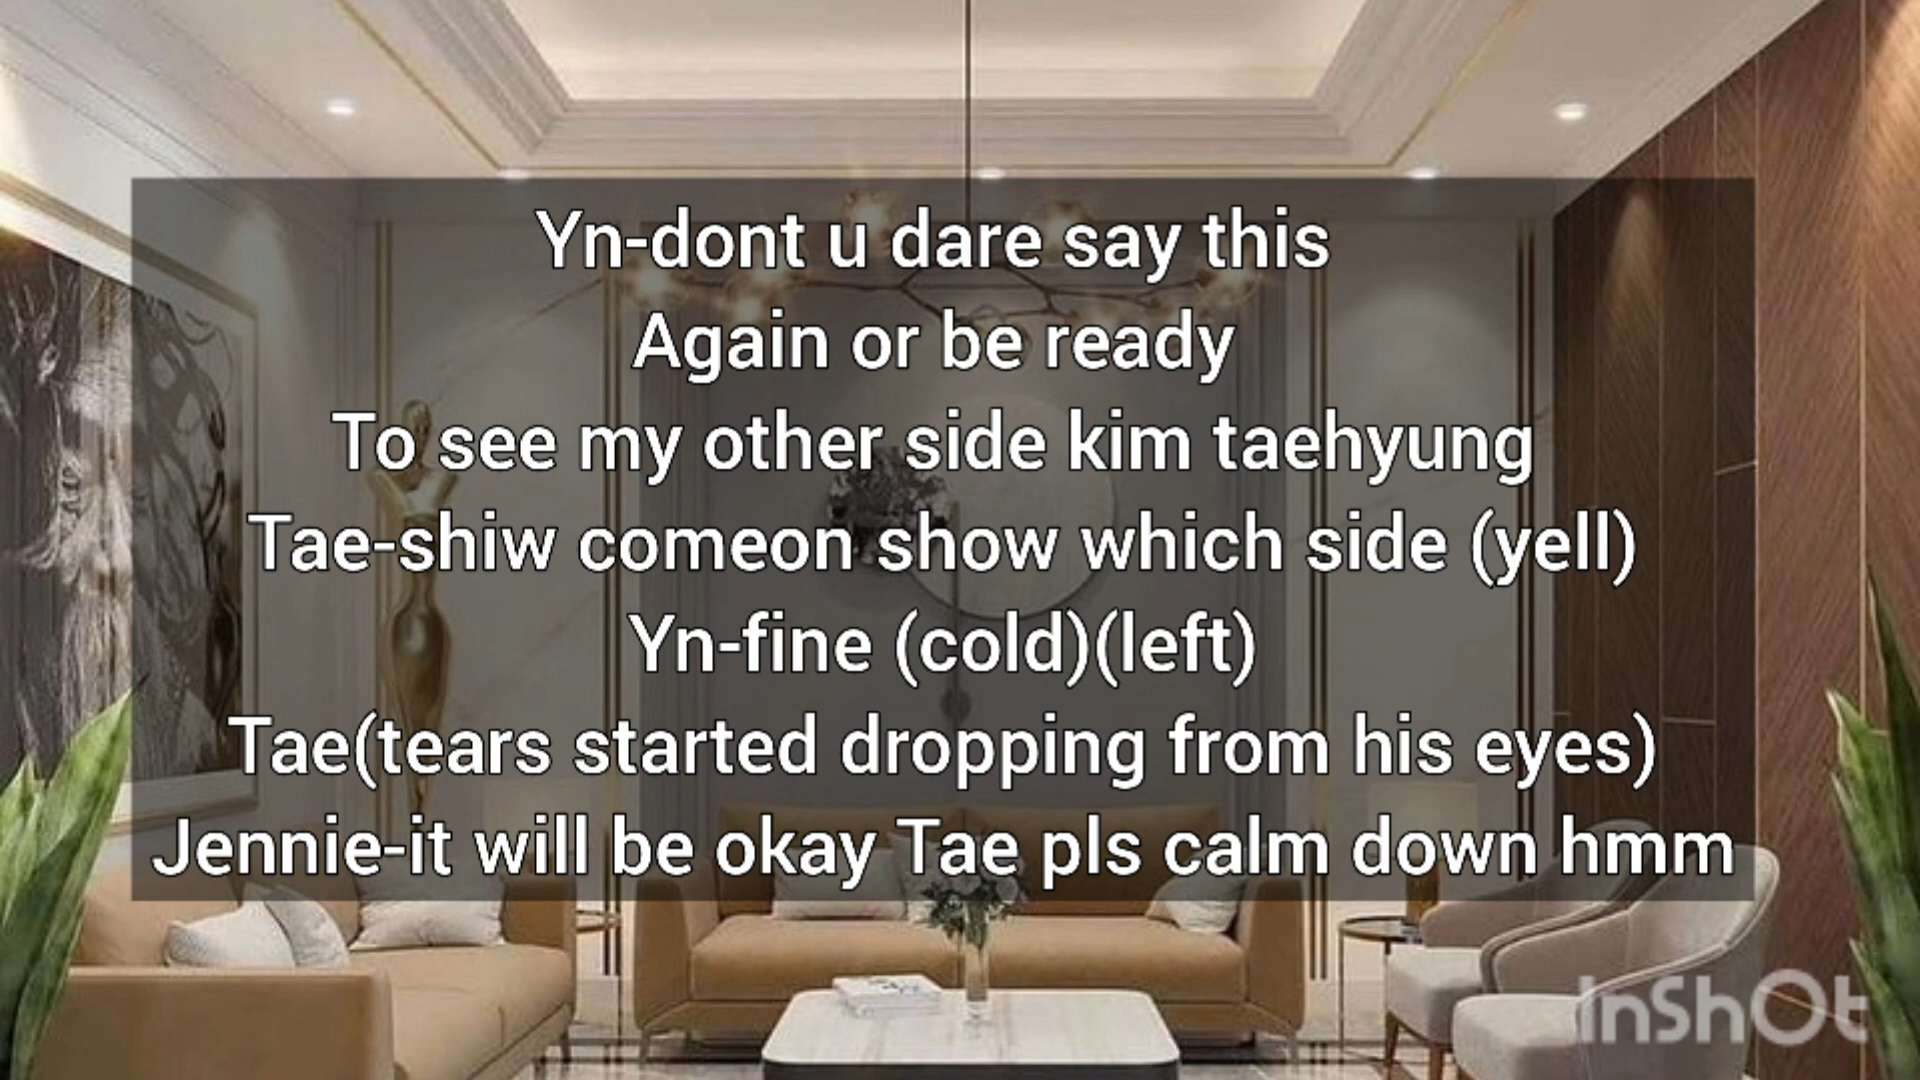 Yn-dont u dare say this
Again or be ready
To see my other side kim taehyung
Tae-shiw comeon show which side (yell)
Yn-fine (cold)(left)
Tae(tears started dropping from his eyes)
Jennie-it will be okay Tae pls calm down hmm
InShOt